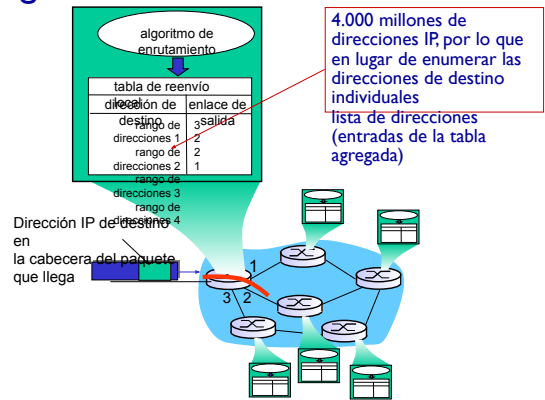 algoritmo de
enrutamiento
tabla de reenvío
local
dirección de
destino
enlace de
salida
rango de
direcciones 1
rango de
direcciones 2
rango de
direcciones 3
rango de
direcciones 4
3
2
2
1
4.000 millones de
direcciones IP, por lo que
en lugar de enumerar las
direcciones de destino
individuales
lista de direcciones
(entradas de la tabla
agregada)
Dirección IP de destino
en
la cabecera del paquete
que llega
1
3 2